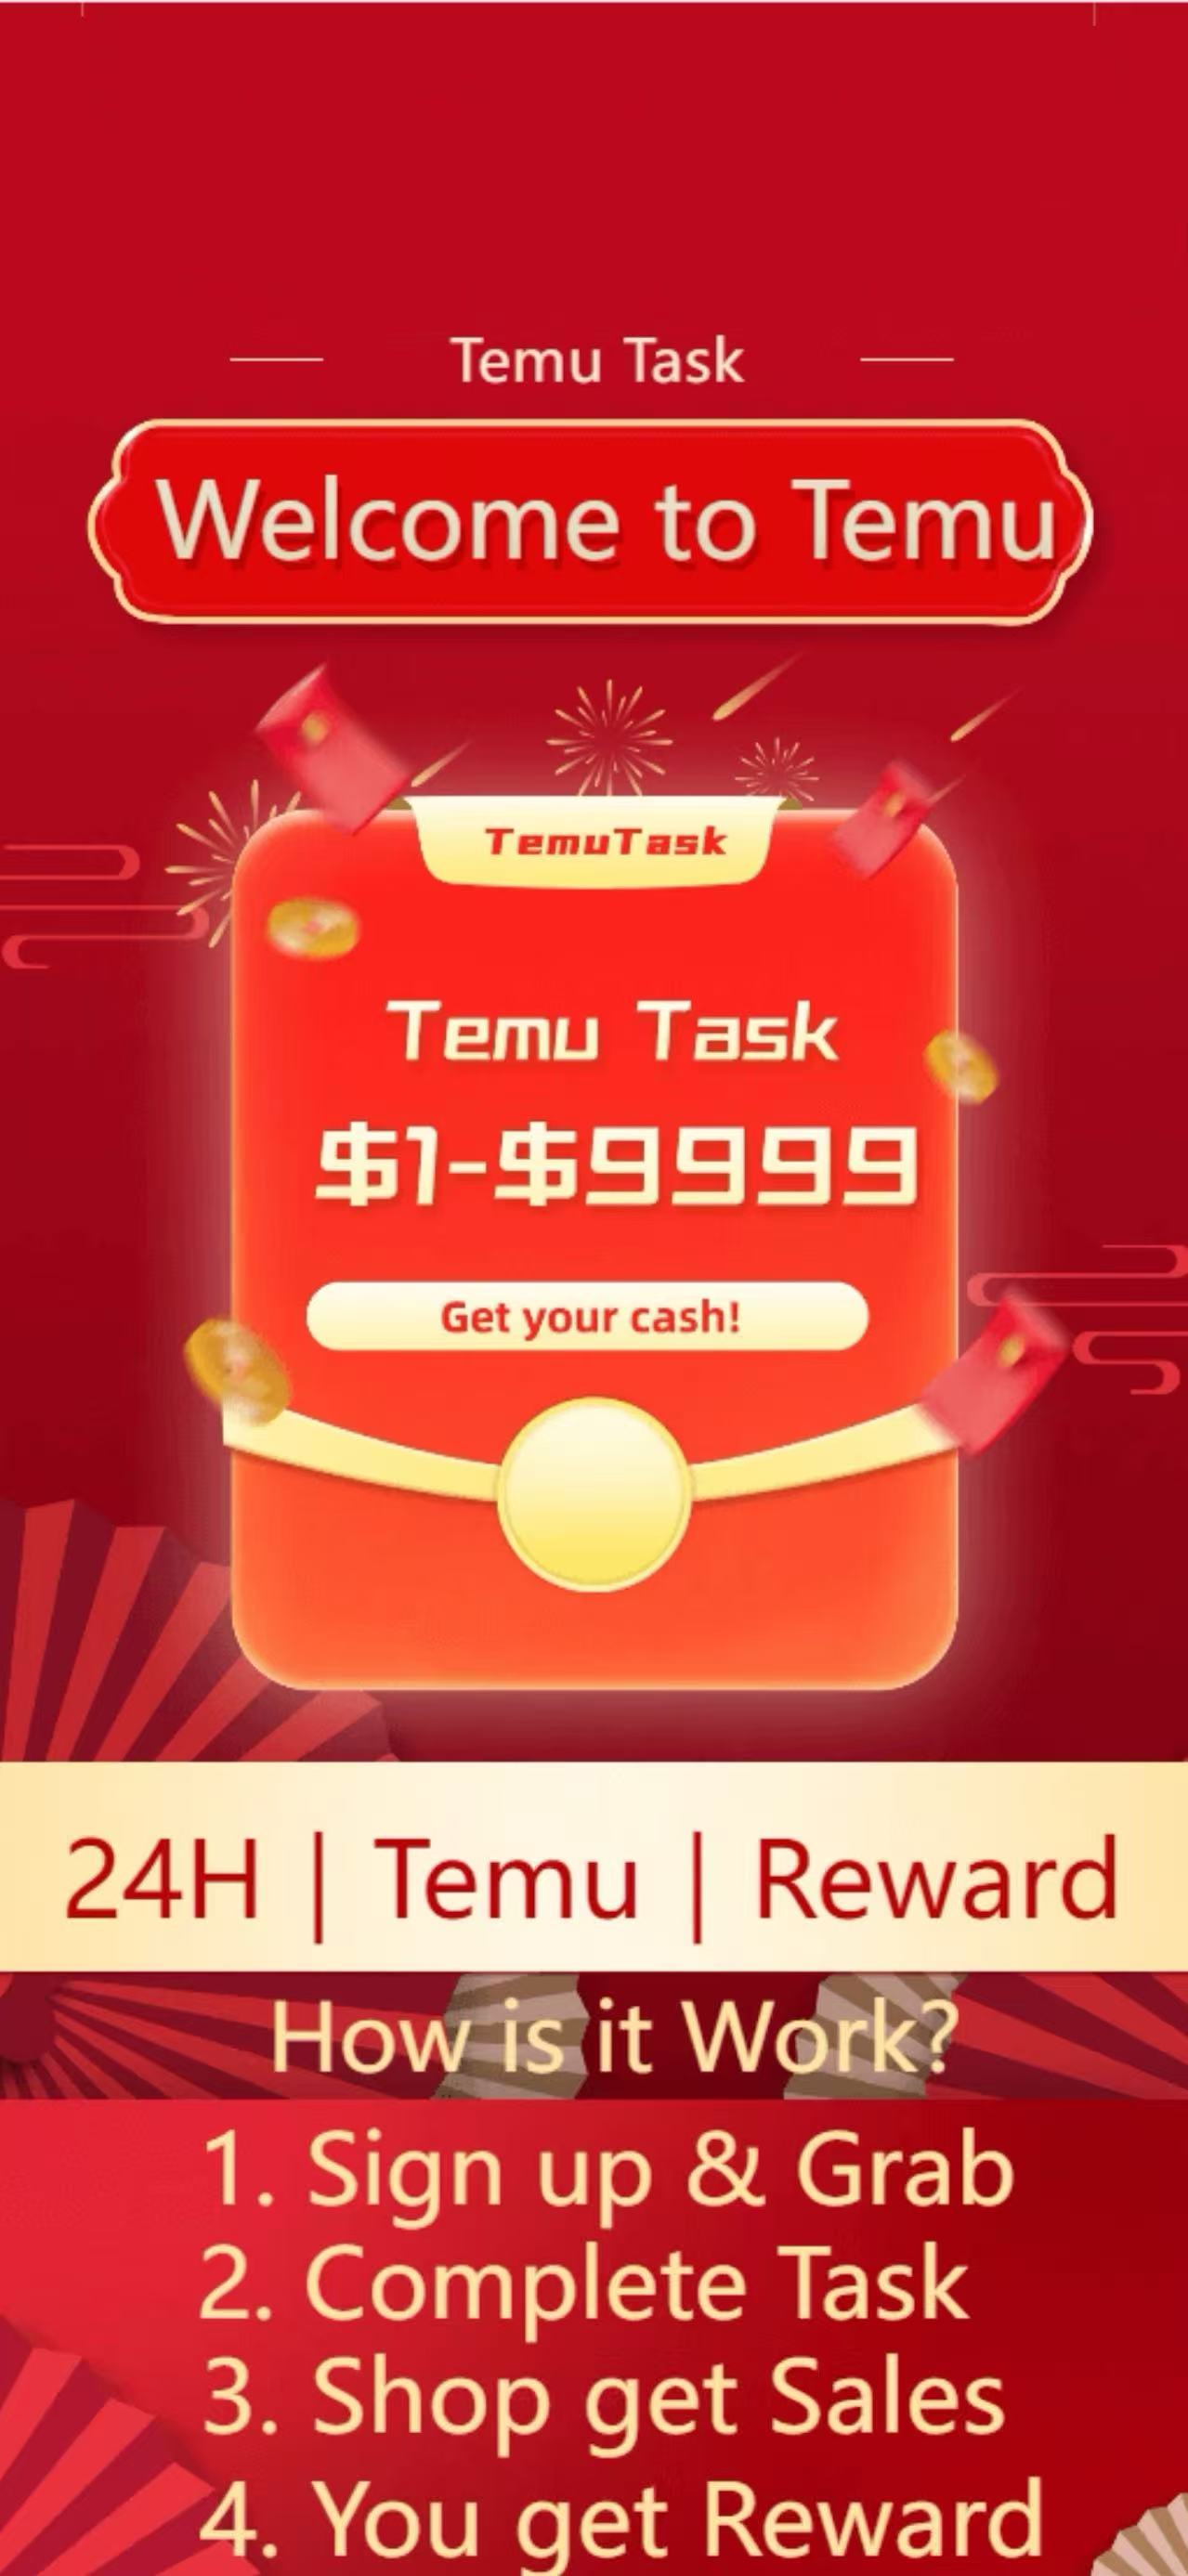 Temu Task
Welcome to Temu
TemuTask
Temu Task
$1-$9999
Get your cash!
24H | Temu | Reward
How is it Work?
1. Sign up & Grab
2. Complete Task
3. Shop get Sales
4. You get Reward